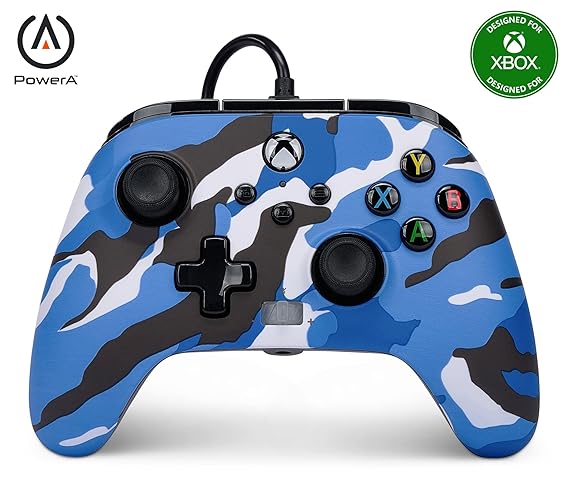 PowerA
DESIGNED FOR
XBOX
DESIGNED FOR
Y
X
B
A